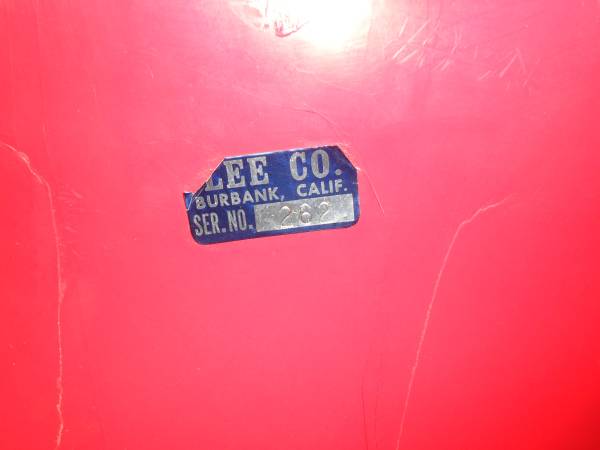 LEE CO.
BURBANK, CALIF.
SER. NO. 282